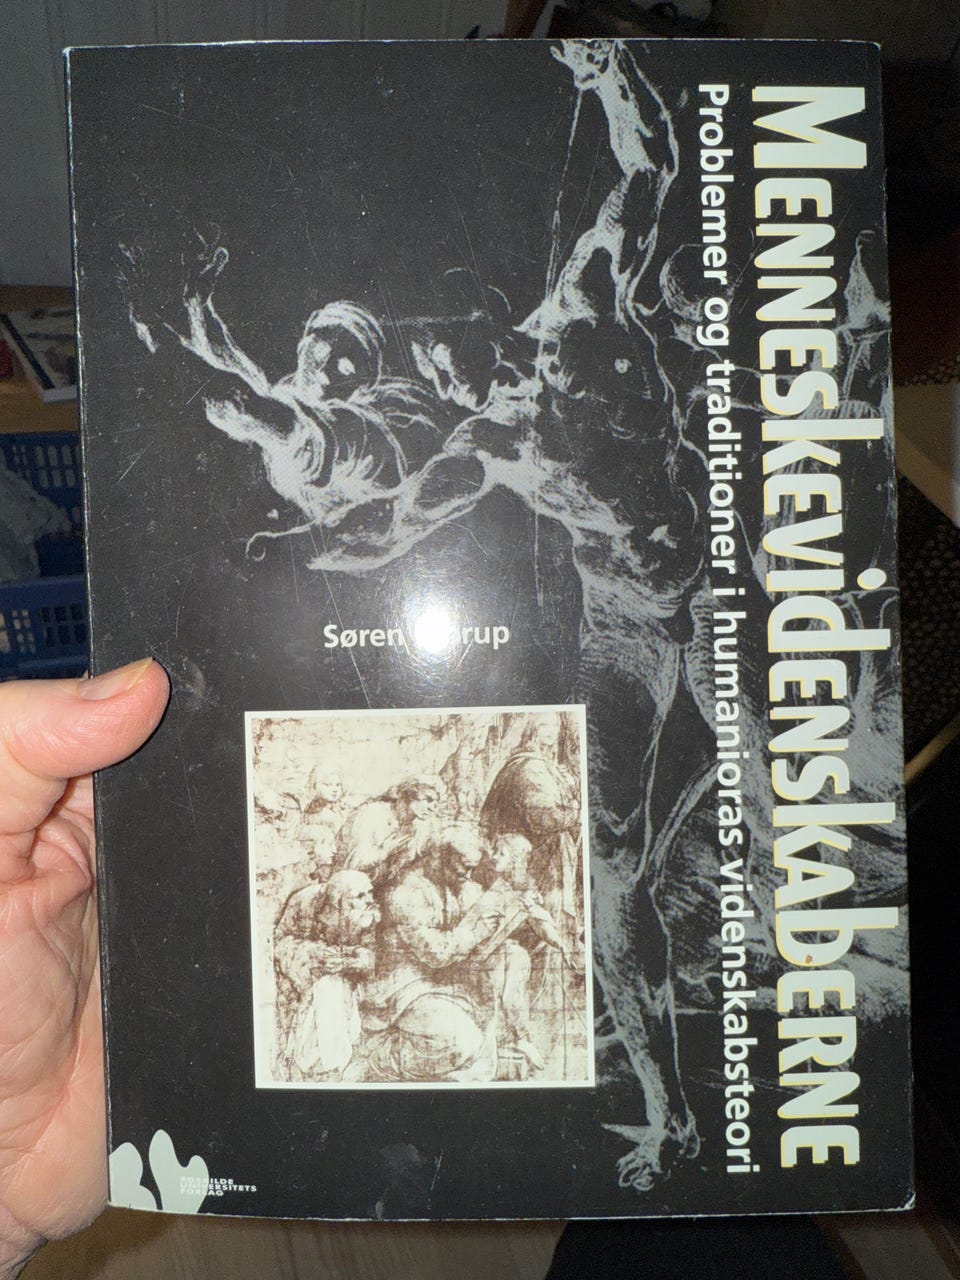 Menneskevidenskaberne
Problemer og traditioner i humanioras videnskabsteori
Søren
ROSKILDE
UNIVERSITETS
FORLAG